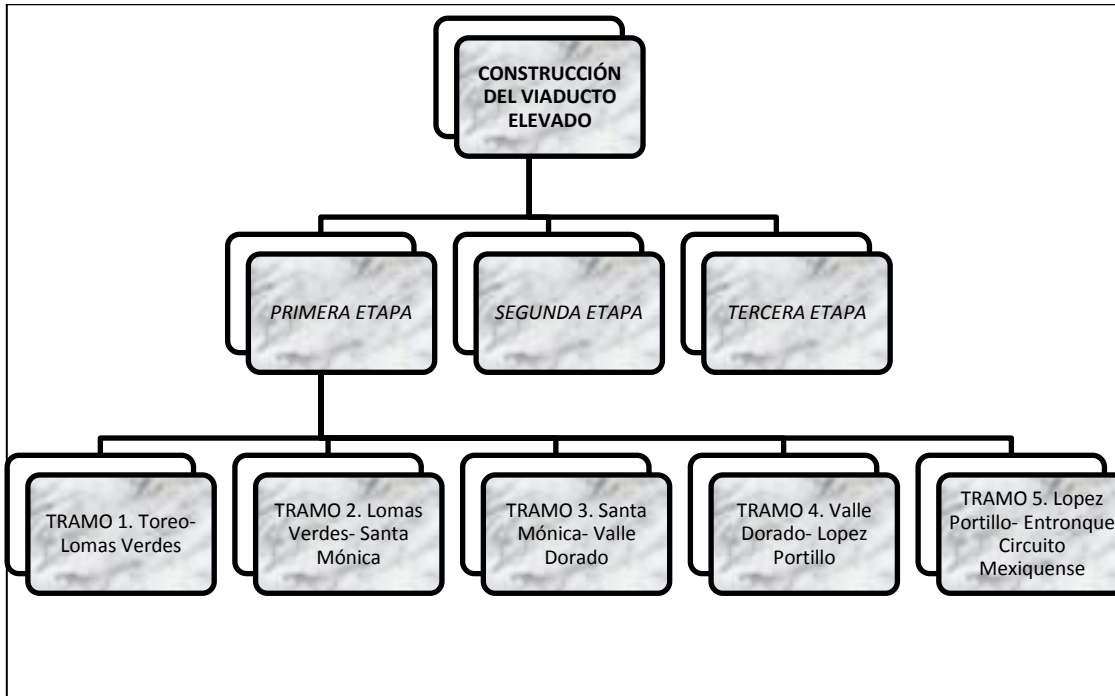 CONSTRUCCIÓN
DEL VIADUCTO
ELEVADO
PRIMERA ETAPA
SEGUNDA ETAPA
TERCERA ETAPA
TRAMO 1. Toreo-
Lomas Verdes
TRAMO 2. Lomas
Verdes- Santa
Mónica
TRAMO 3. Santa
Mónica- Valle
Dorado
TRAMO 4. Valle
Dorado- Lopez
Portillo
TRAMO 5. Lopez
Portillo- Entronque
Circuito
Mexiquense